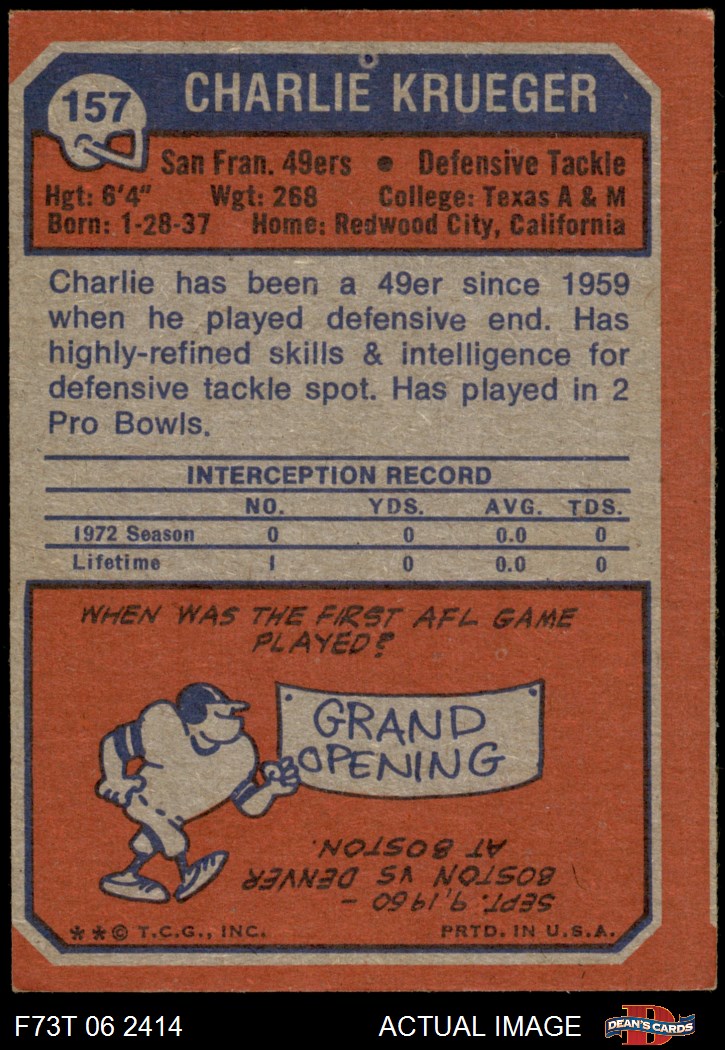 157
CHARLIE KRUEGER
San Fran. 49ers • Defensive Tackle
Hgt: 6'4" Wgt: 268 College: Texas A & M
Born: 1-28-37 Home: Redwood City, California
Charlie has been a 49er since 1959
when he played defensive end. Has
highly-refined skills & intelligence for
defensive tackle spot. Has played in 2
Pro Bowls.
INTERCEPTION RECORD
NO. YDS. AVG. TDS.
1972 Season 0 0 0.0 0
Lifetime 1 0 0.0 0
WHEN WAS THE FIRST AFL GAME
PLAYED?
GRAND
OPENING
SEPT. 9, 1960 –
BOSTON VS DENVER
AT BOSTON.
**© T.C.G., INC. PRTD. IN U.S.A.
F73T 06 2414 ACTUAL IMAGE
D
DEAN'S CARDS